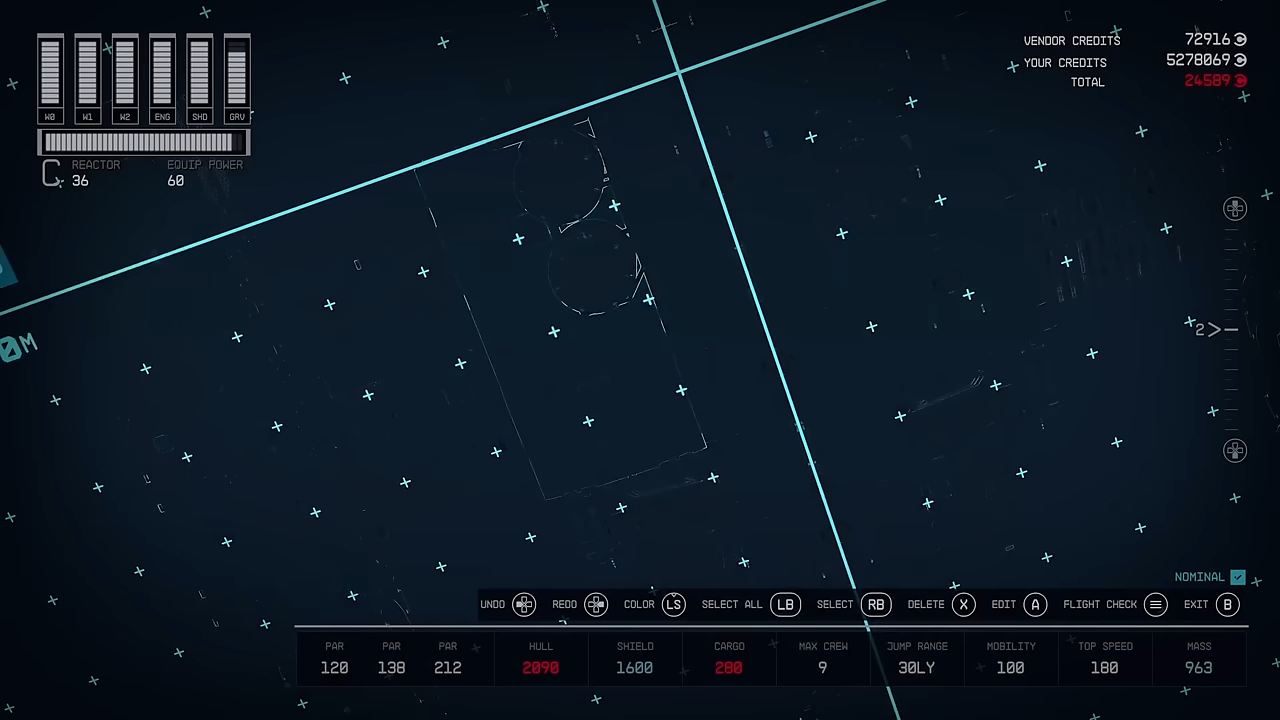 VENDOR CREDITS 72916
YOUR CREDITS 5278069
TOTAL 24589
W0 W1 W2 ENG SHD GRV
REACTOR EQUIP POWER
C 36 60
0M
2
NOMINAL
UNDO REDO COLOR LS SELECT ALL LB SELECT RB DELETE X EDIT A FLIGHT CHECK EXIT B
PAR PAR PAR HULL SHIELD CARGO MAX CREW JUMP RANGE MOBILITY TOP SPEED MASS
120 138 212 2090 1600 280 9 30LY 100 180 963